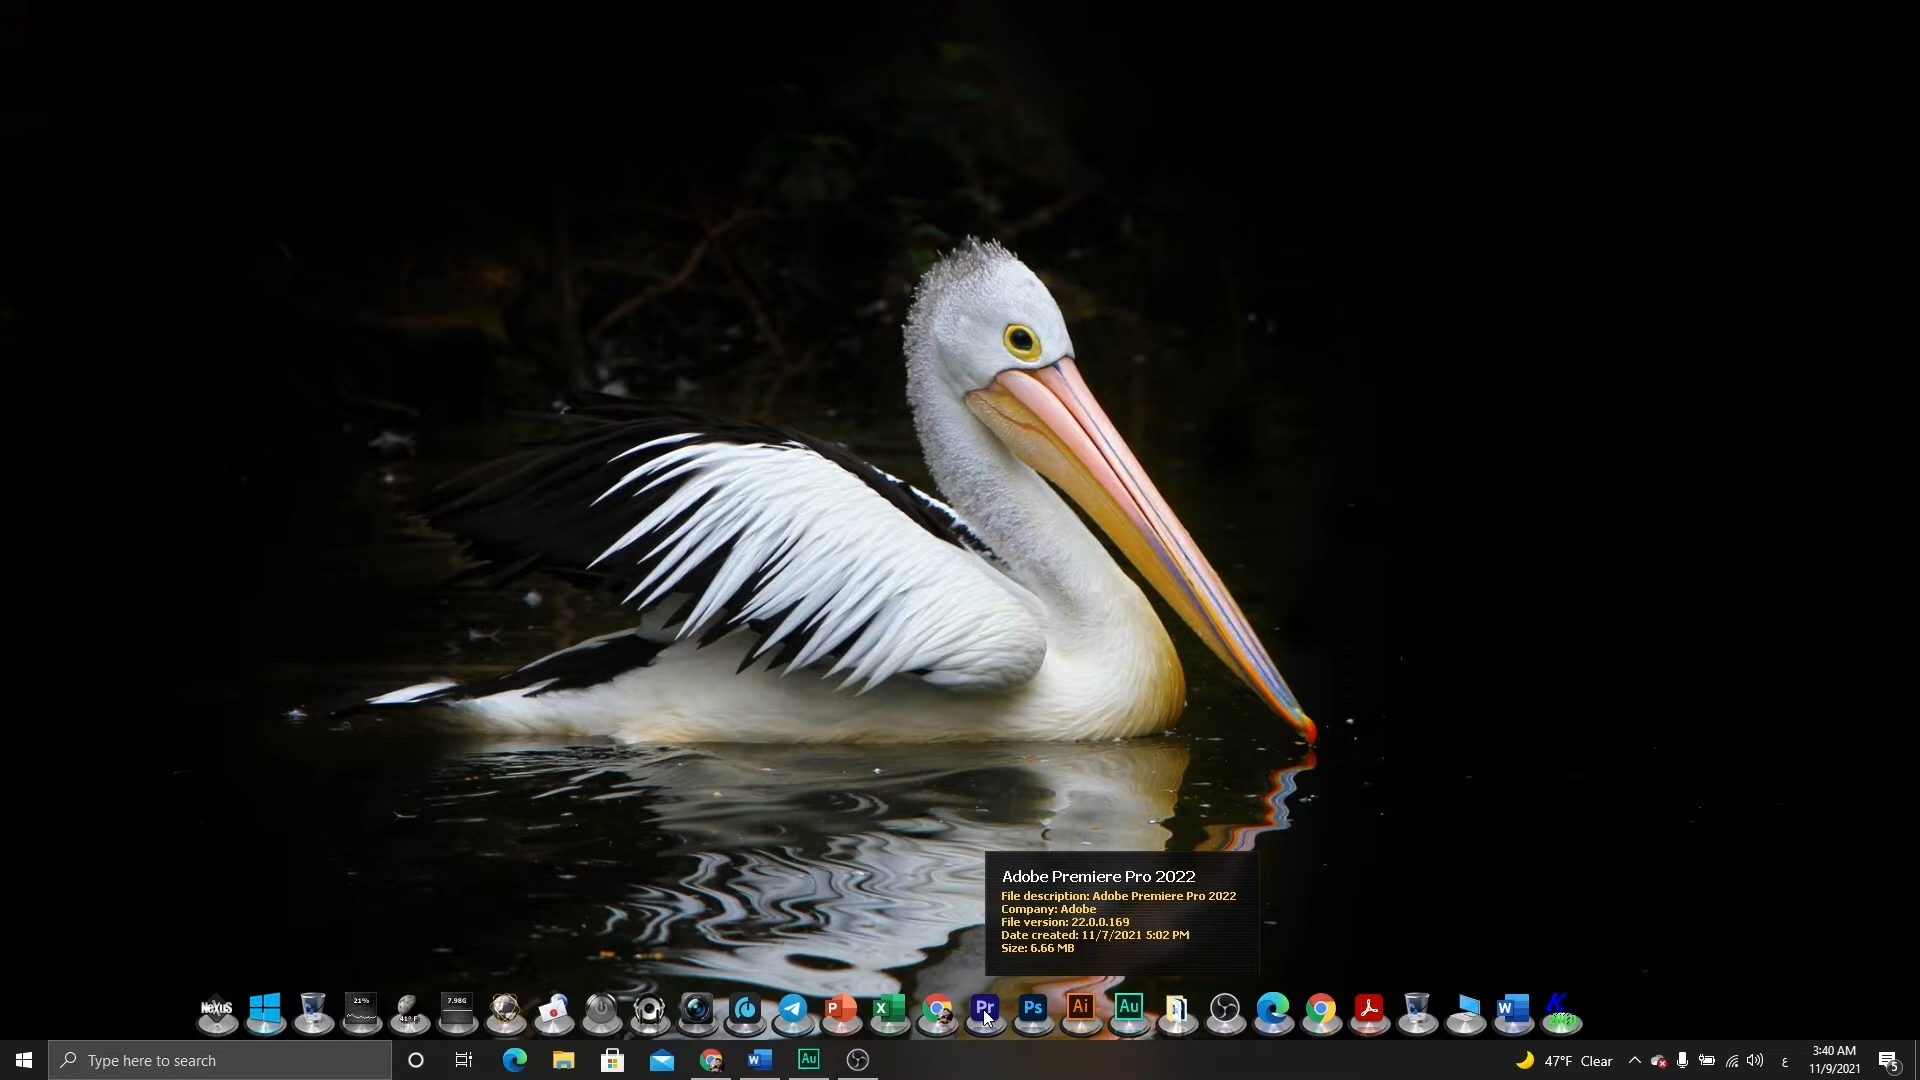 Adobe Premiere Pro 2022
File description: Adobe Premiere Pro 2022
Company: Adobe
File version: 22.0.0.169
Date created: 11/7/2021 5:02 PM
Size: 6.66 MB
NeXuS
21%
41° F
7.98G
P
X
Pr
Ps
Ai
Au
W
K
Type here to search
W
Au
47°F Clear
ع
3:40 AM
11/9/2021
5